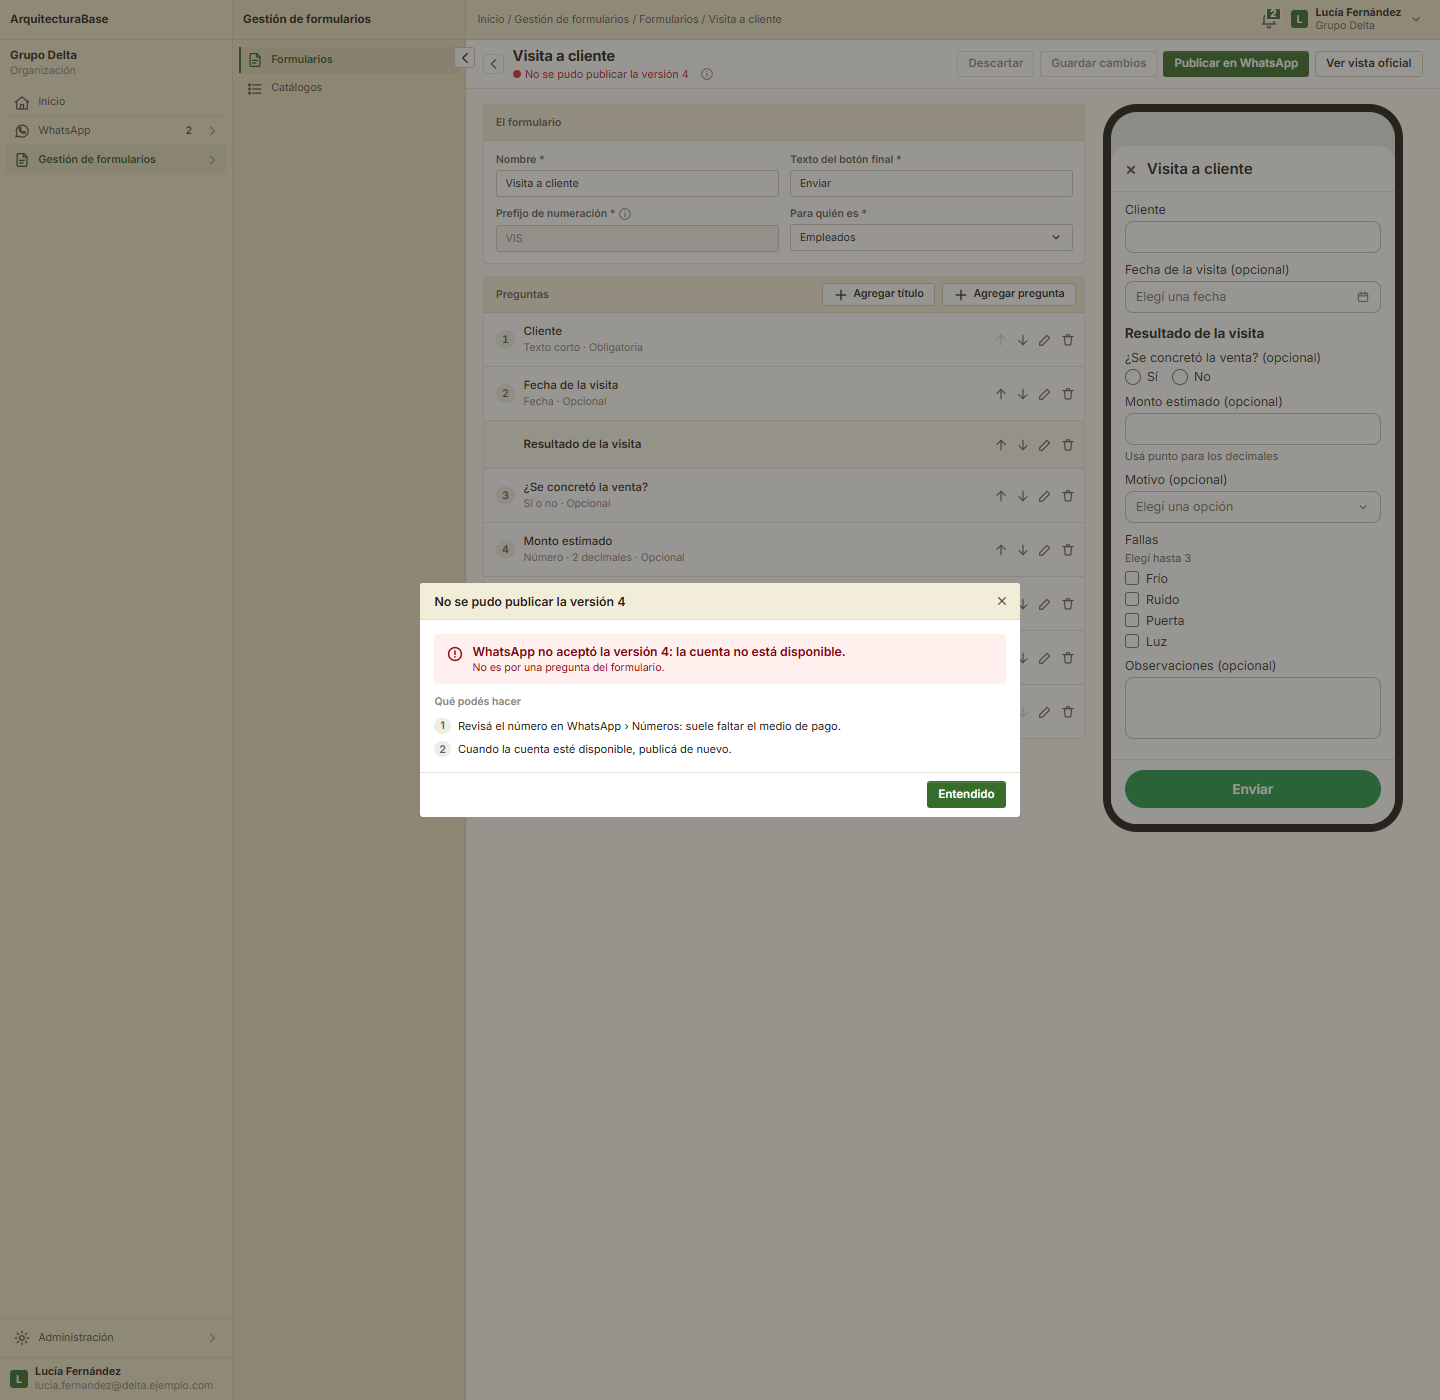 ArquitecturaBase
Grupo Delta
Organización
Inicio
WhatsApp 2
Gestión de formularios
Administración
L Lucía Fernández
lucia.fernandez@delta.ejemplo.com
Gestión de formularios
Formularios
Catálogos
Inicio / Gestión de formularios / Formularios / Visita a cliente
2
L Lucía Fernández
Grupo Delta
Visita a cliente
No se pudo publicar la versión 4
Descartar
Guardar cambios
Publicar en WhatsApp
Ver vista oficial
El formulario
Nombre *
Visita a cliente
Texto del botón final *
Enviar
Prefijo de numeración *
VIS
Para quién es *
Empleados
Preguntas
Agregar título
Agregar pregunta
1 Cliente
Texto corto · Obligatoria
2 Fecha de la visita
Fecha · Opcional
Resultado de la visita
3 ¿Se concretó la venta?
Sí o no · Opcional
4 Monto estimado
Número · 2 decimales · Opcional
No se pudo publicar la versión 4
WhatsApp no aceptó la versión 4: la cuenta no está disponible.
No es por una pregunta del formulario.
Qué podés hacer
1 Revisá el número en WhatsApp › Números: suele faltar el medio de pago.
2 Cuando la cuenta esté disponible, publicá de nuevo.
Entendido
Visita a cliente
Cliente
Fecha de la visita (opcional)
Elegí una fecha
Resultado de la visita
¿Se concretó la venta? (opcional)
Sí No
Monto estimado (opcional)
Usá punto para los decimales
Motivo (opcional)
Elegí una opción
Fallas
Elegí hasta 3
Frío
Ruido
Puerta
Luz
Observaciones (opcional)
Enviar